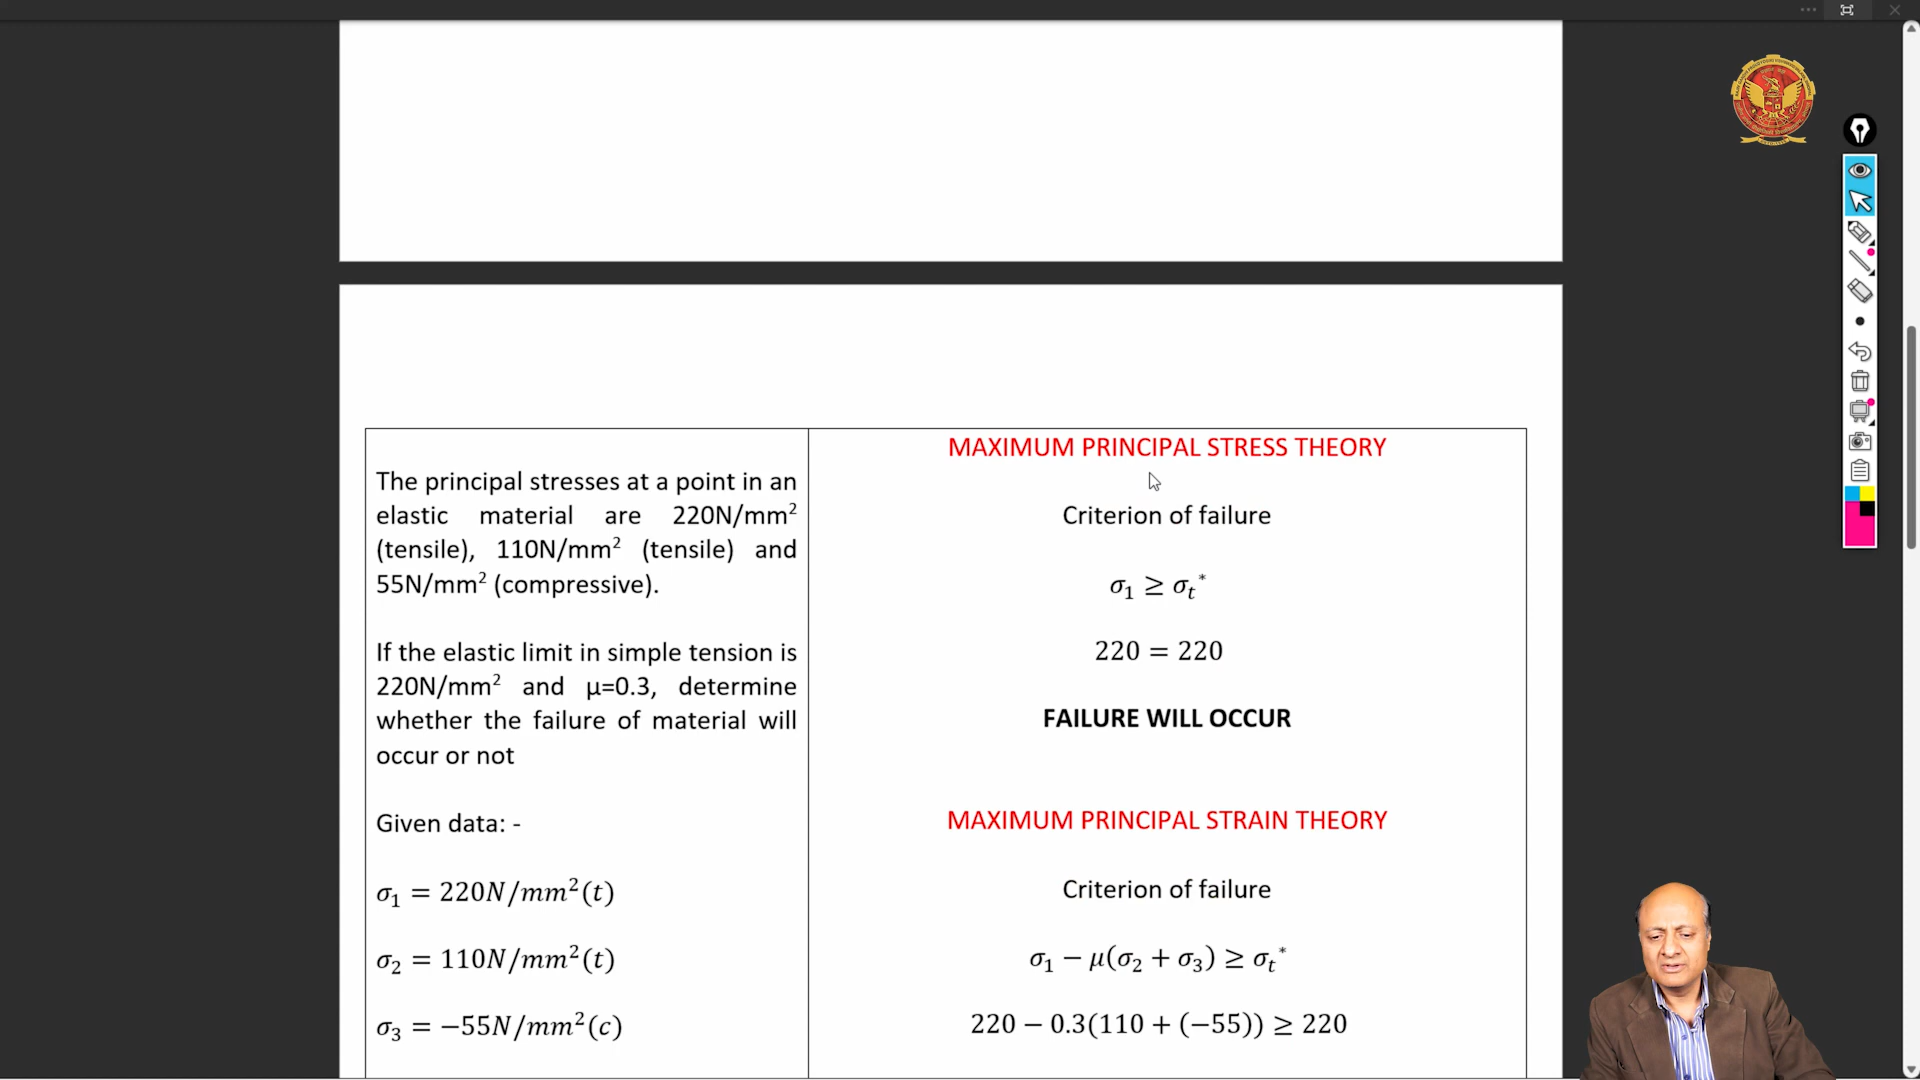 The principal stresses at a point in an
elastic material are 220N/mm²
(tensile), 110N/mm² (tensile) and
55N/mm² (compressive).
If the elastic limit in simple tension is
220N/mm² and μ=0.3, determine
whether the failure of material will
occur or not
Given data: -
σ₁ = 220N/mm²(t)
σ₂ = 110N/mm²(t)
σ₃ = −55N/mm²(c)
MAXIMUM PRINCIPAL STRESS THEORY
Criterion of failure
σ₁ ≥ σₜ*
220 = 220
FAILURE WILL OCCUR
MAXIMUM PRINCIPAL STRAIN THEORY
Criterion of failure
σ₁ − μ(σ₂ + σ₃) ≥ σₜ*
220 − 0.3(110 + (−55)) ≥ 220